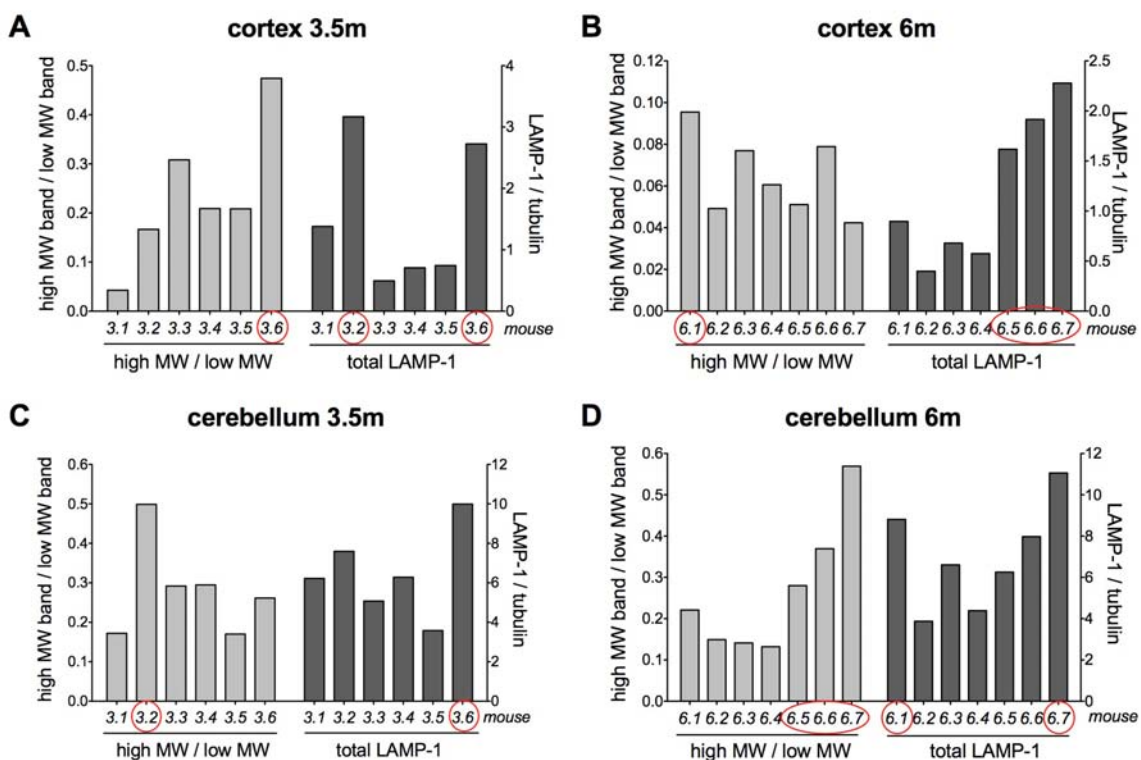 A
cortex 3.5m
high MW band / low MW band
0.5
0.4
0.3
0.2
0.1
0.0
4
3
2
1
0
LAMP-1 / tubulin
3.1 3.2 3.3 3.4 3.5 3.6 3.1 3.2 3.3 3.4 3.5 3.6 mouse
high MW / low MW total LAMP-1
B
cortex 6m
high MW band / low MW band
0.12
0.10
0.08
0.06
0.04
0.02
0.00
2.5
2.0
1.5
1.0
0.5
0.0
LAMP-1 / tubulin
6.1 6.2 6.3 6.4 6.5 6.6 6.7 6.1 6.2 6.3 6.4 6.5 6.6 6.7 mouse
high MW / low MW total LAMP-1
C
cerebellum 3.5m
high MW band / low MW band
0.6
0.5
0.4
0.3
0.2
0.1
0.0
12
10
8
6
4
2
0
LAMP-1 / tubulin
3.1 3.2 3.3 3.4 3.5 3.6 3.1 3.2 3.3 3.4 3.5 3.6 mouse
high MW / low MW total LAMP-1
D
cerebellum 6m
high MW band / low MW band
0.6
0.5
0.4
0.3
0.2
0.1
0.0
12
10
8
6
4
2
0
LAMP-1 / tubulin
6.1 6.2 6.3 6.4 6.5 6.6 6.7 6.1 6.2 6.3 6.4 6.5 6.6 6.7 mouse
high MW / low MW total LAMP-1